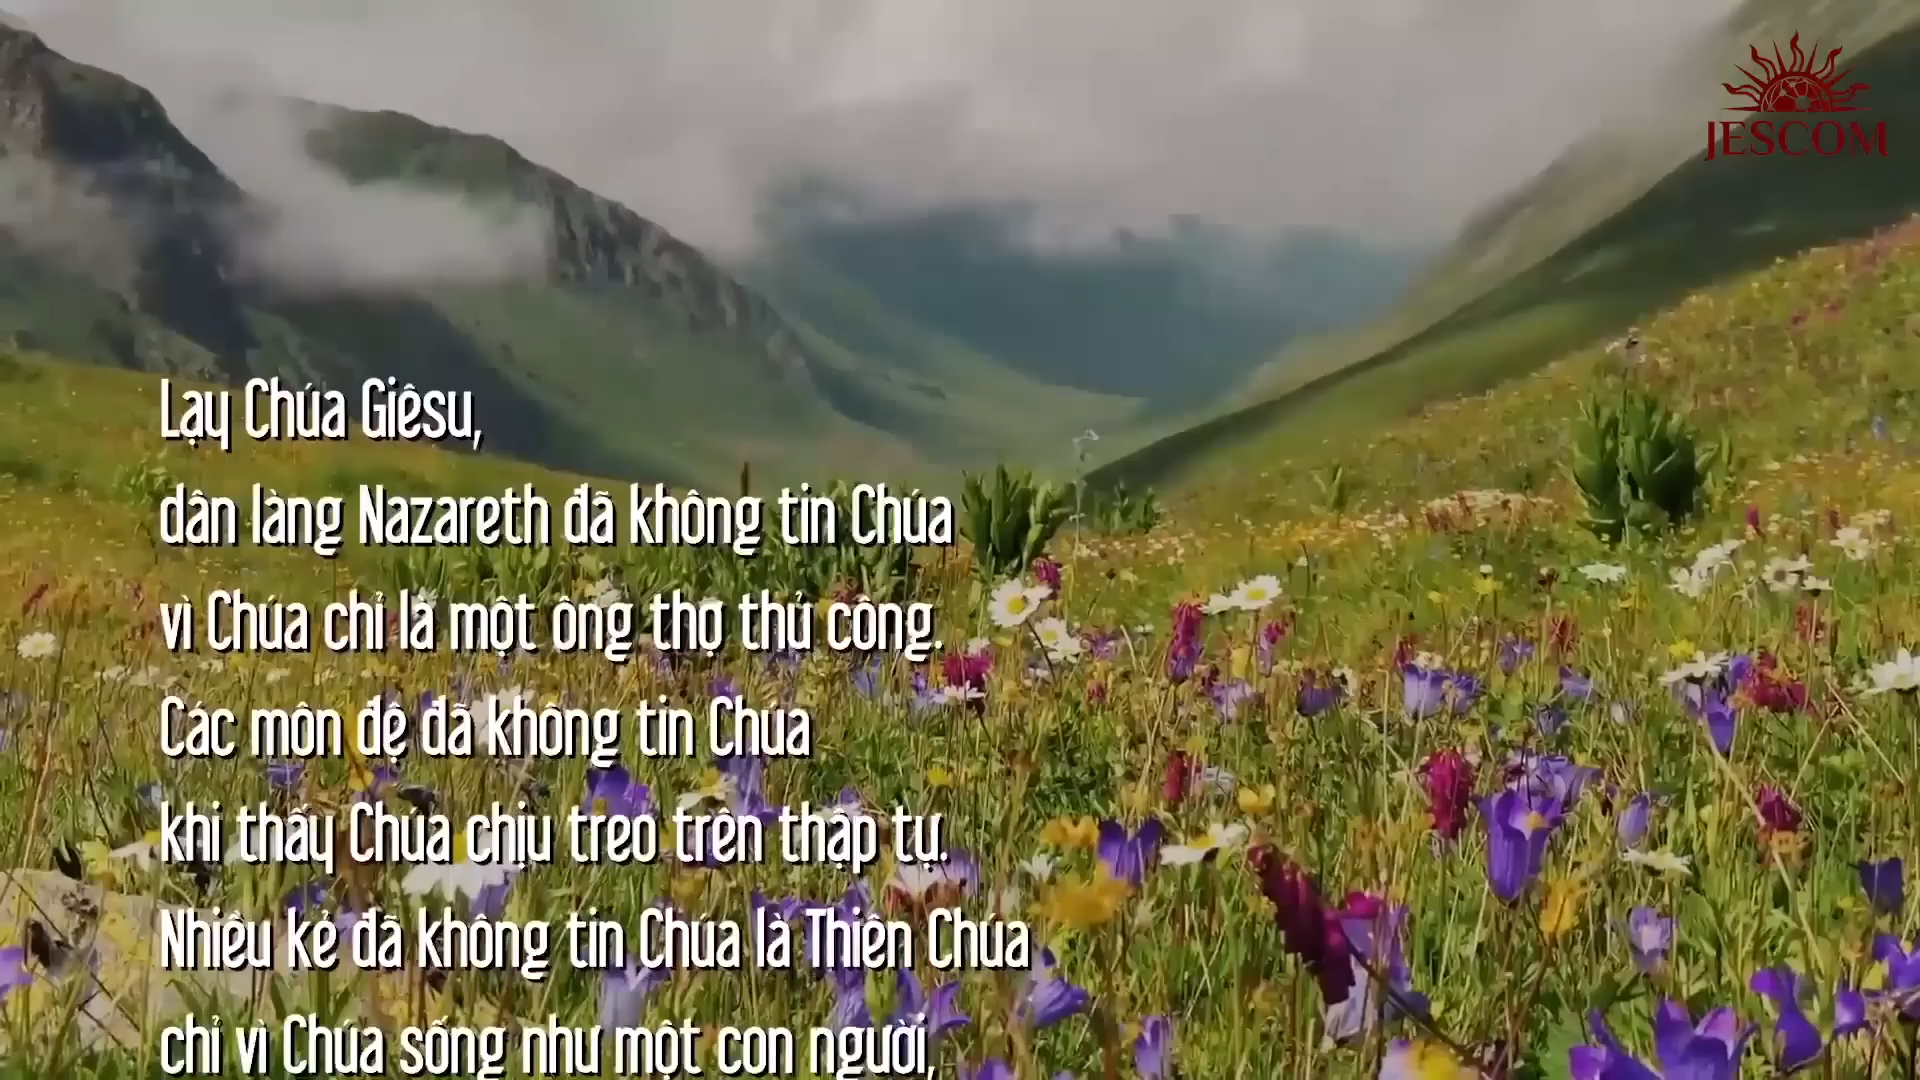 JESCOM
Lạy Chúa Giêsu,
dân làng Nazareth đã không tin Chúa
vì Chúa chỉ là một ông thợ thủ công.
Các môn đệ đã không tin Chúa
khi thấy Chúa chịu treo trên thập tự.
Nhiều kẻ đã không tin Chúa là Thiên Chúa
chỉ vì Chúa sống như một con người,